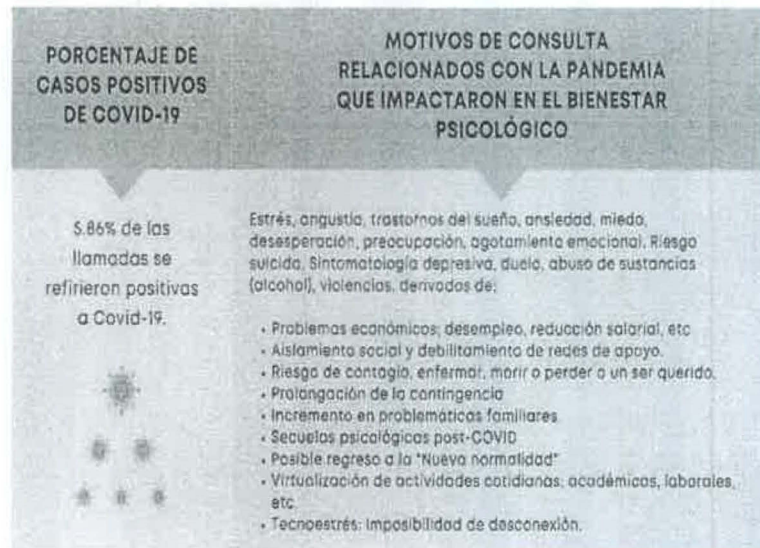 PORCENTAJE DE
CASOS POSITIVOS
DE COVID-19
MOTIVOS DE CONSULTA
RELACIONADOS CON LA PANDEMIA
QUE IMPACTARON EN EL BIENESTAR
PSICOLÓGICO
5.86% de las
llamadas se
refirieron positivas
a Covid-19.
Estrés, angustia, trastornos del sueño, ansiedad, miedo,
desesperación, preocupación, agotamiento emocional, Riesgo
suicida, Sintomatología depresiva, duelo, abuso de sustancias
(alcohol), violencias, derivados de:
• Problemas económicos; desempleo, reducción salarial, etc
• Aislamiento social y debilitamiento de redes de apoyo.
• Riesgo de contagio, enfermar, morir o perder a un ser querido.
• Prolongación de la contingencia
• Incremento en problemáticas familiares
• Secuelas psicológicas post-COVID
• Posible regreso a la "Nueva normalidad"
• Virtualización de actividades cotidianas; académicas, laborales,
etc.
• Tecnoestrés: Imposibilidad de desconexión.